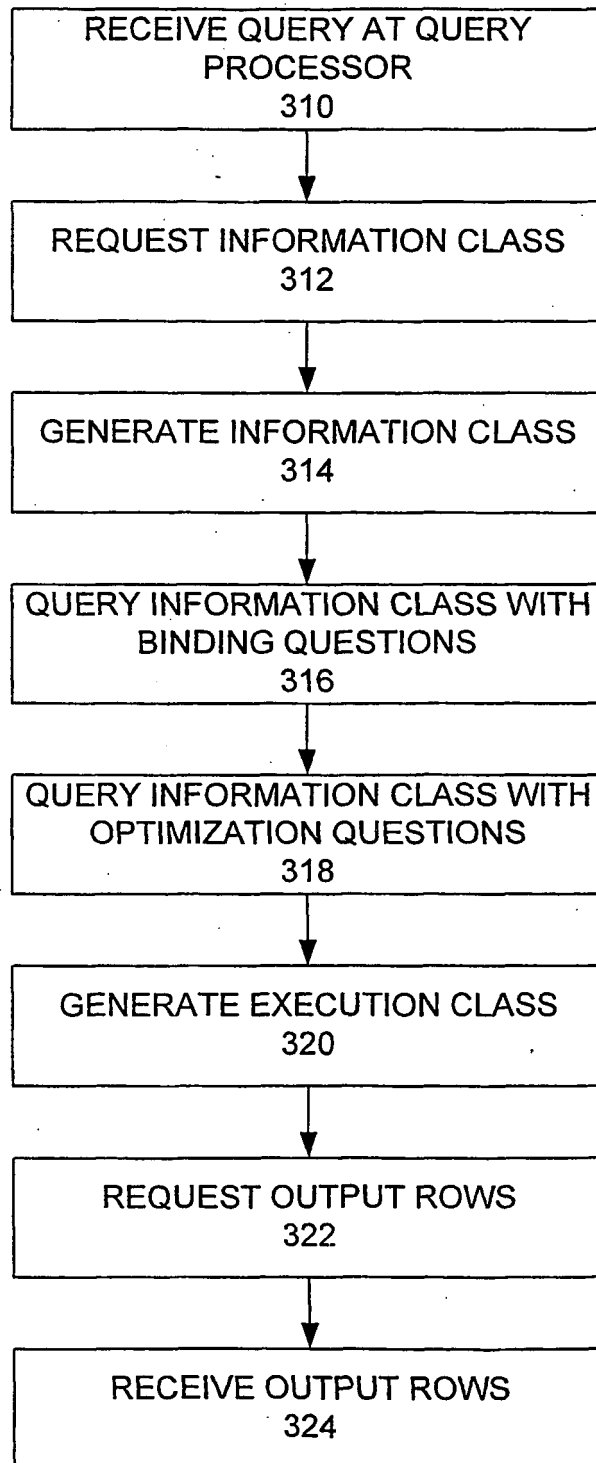 RECEIVE QUERY AT QUERY
PROCESSOR
310
REQUEST INFORMATION CLASS
312
GENERATE INFORMATION CLASS
314
QUERY INFORMATION CLASS WITH
BINDING QUESTIONS
316
QUERY INFORMATION CLASS WITH
OPTIMIZATION QUESTIONS
318
GENERATE EXECUTION CLASS
320
REQUEST OUTPUT ROWS
322
RECEIVE OUTPUT ROWS
324